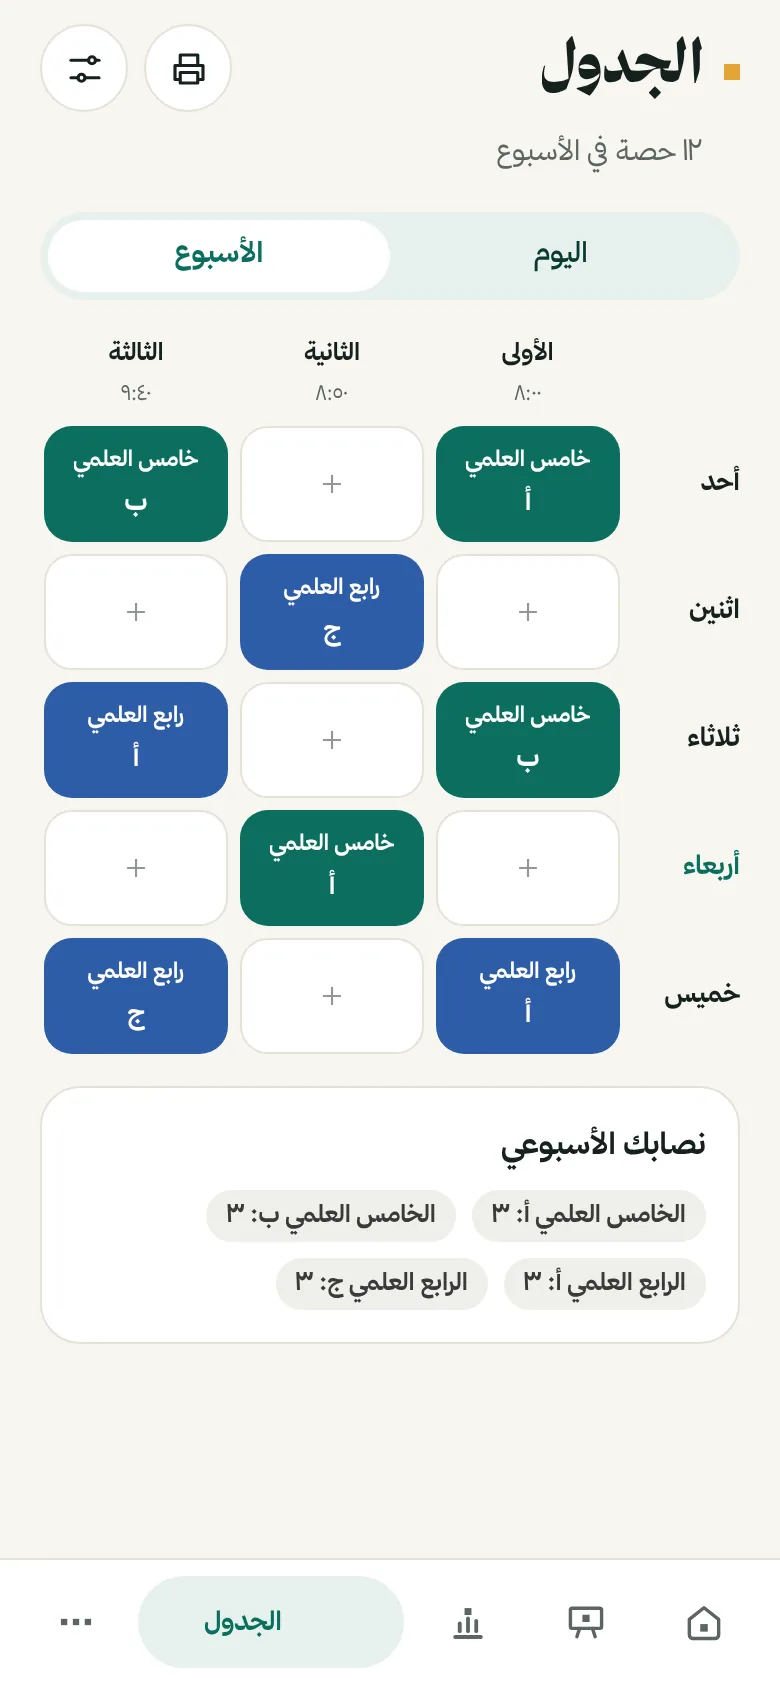 الجدول
١٢ حصة في الأسبوع
اليوم
الأسبوع
الأولى
الثانية
الثالثة
٨:٠٠
٨:٥٠
٩:٤٠
أحد
خامس العلمي
أ
+
خامس العلمي
ب
اثنين
+
رابع العلمي
ج
+
ثلاثاء
خامس العلمي
ب
+
رابع العلمي
أ
أربعاء
+
خامس العلمي
أ
+
خميس
رابع العلمي
أ
+
رابع العلمي
ج
نصابك الأسبوعي
الخامس العلمي أ: ٣
الخامس العلمي ب: ٣
الرابع العلمي أ: ٣
الرابع العلمي ج: ٣
الجدول